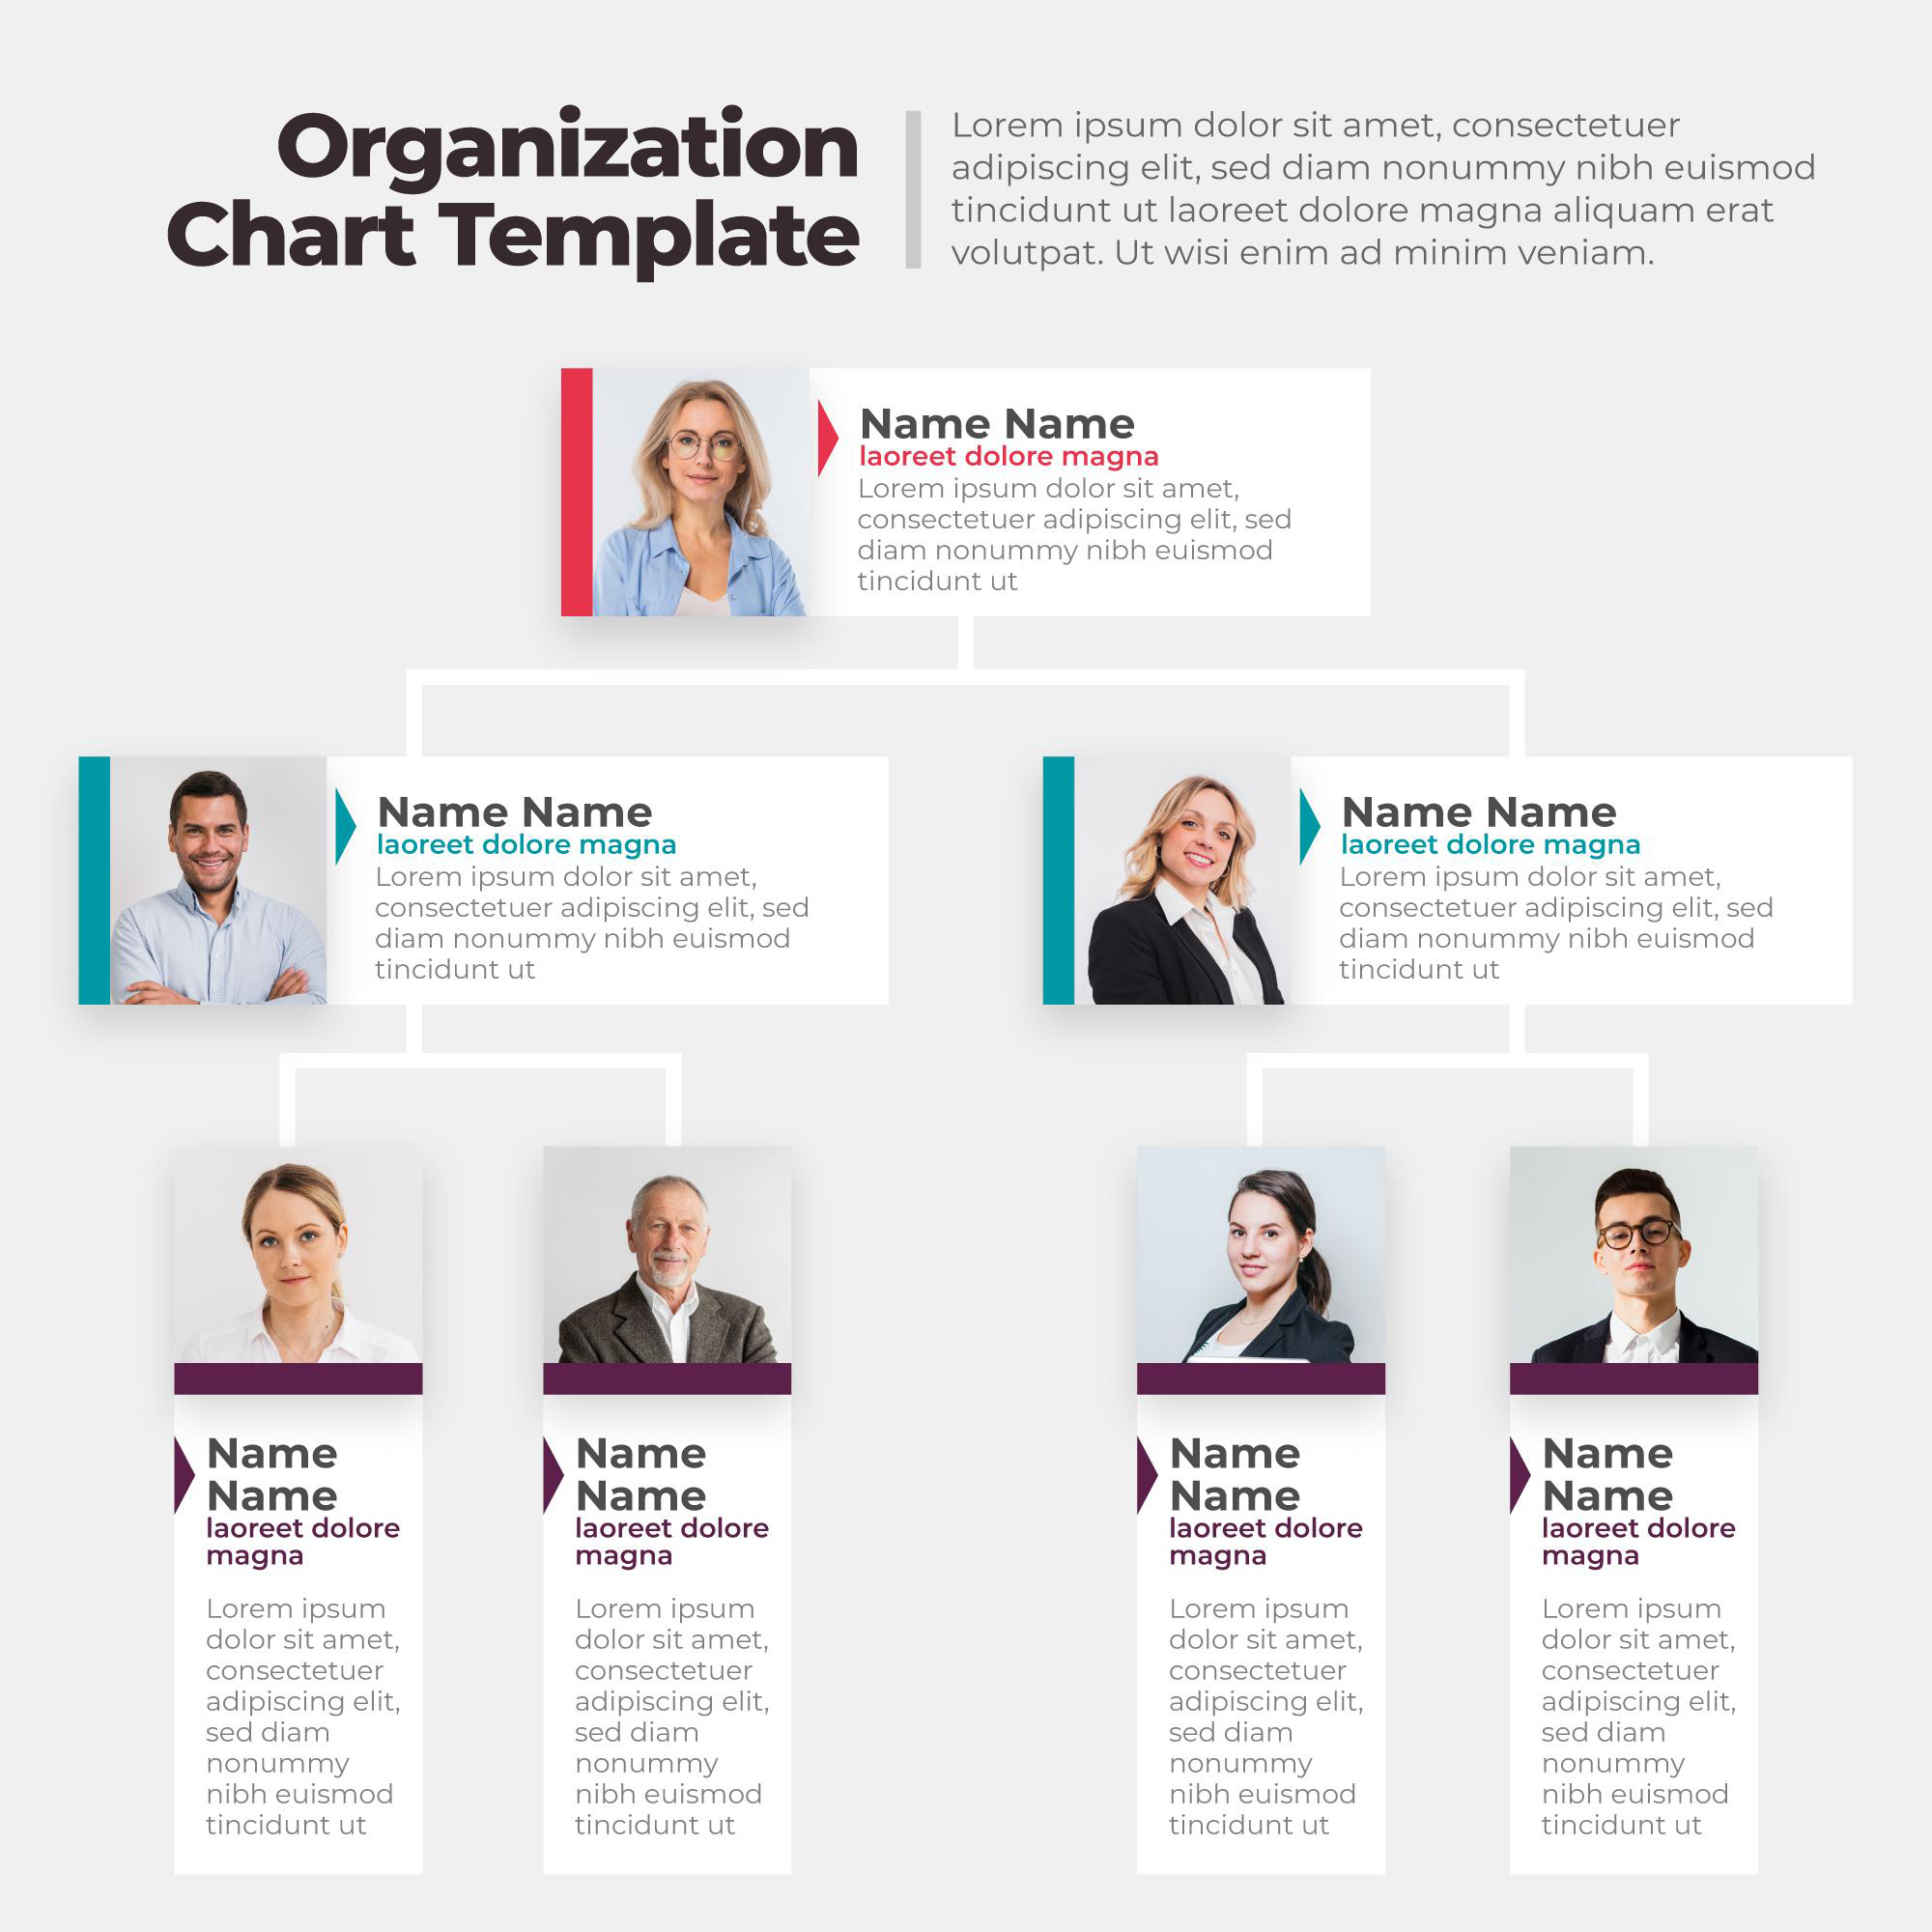 Organization
Chart Template
Lorem ipsum dolor sit amet, consectetuer
adipiscing elit, sed diam nonummy nibh euismod
tincidunt ut laoreet dolore magna aliquam erat
volutpat. Ut wisi enim ad minim veniam.
Name Name
laoreet dolore magna
Lorem ipsum dolor sit amet,
consectetuer adipiscing elit, sed
diam nonummy nibh euismod
tincidunt ut
Name Name
laoreet dolore magna
Lorem ipsum dolor sit amet,
consectetuer adipiscing elit, sed
diam nonummy nibh euismod
tincidunt ut
Name Name
laoreet dolore magna
Lorem ipsum dolor sit amet,
consectetuer adipiscing elit, sed
diam nonummy nibh euismod
tincidunt ut
Name
Name
laoreet dolore
magna
Lorem ipsum
dolor sit amet,
consectetuer
adipiscing elit,
sed diam
nonummy
nibh euismod
tincidunt ut
Name
Name
laoreet dolore
magna
Lorem ipsum
dolor sit amet,
consectetuer
adipiscing elit,
sed diam
nonummy
nibh euismod
tincidunt ut
Name
Name
laoreet dolore
magna
Lorem ipsum
dolor sit amet,
consectetuer
adipiscing elit,
sed diam
nonummy
nibh euismod
tincidunt ut
Name
Name
laoreet dolore
magna
Lorem ipsum
dolor sit amet,
consectetuer
adipiscing elit,
sed diam
nonummy
nibh euismod
tincidunt ut